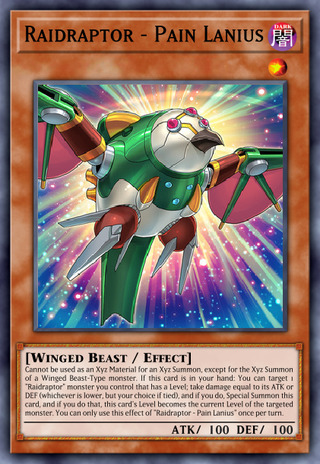 Raidraptor - Pain Lanius
DARK
闇
[Winged Beast / Effect]
Cannot be used as an Xyz Material for an Xyz Summon, except for the Xyz Summon
of a Winged Beast-Type monster. If this card is in your hand: You can target 1
"Raidraptor" monster you control that has a Level; take damage equal to its ATK or
DEF (whichever is lower, but your choice if tied), and if you do, Special Summon this
card, and if you do that, this card's Level becomes the current Level of the targeted
monster. You can only use this effect of "Raidraptor - Pain Lanius" once per turn.
ATK/ 100 DEF/ 100